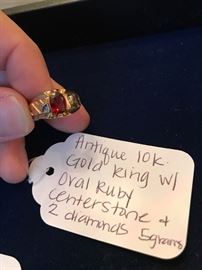 Antique 10k
Gold Ring w/
Oval Ruby
Centerstone &
2 diamonds 5grams